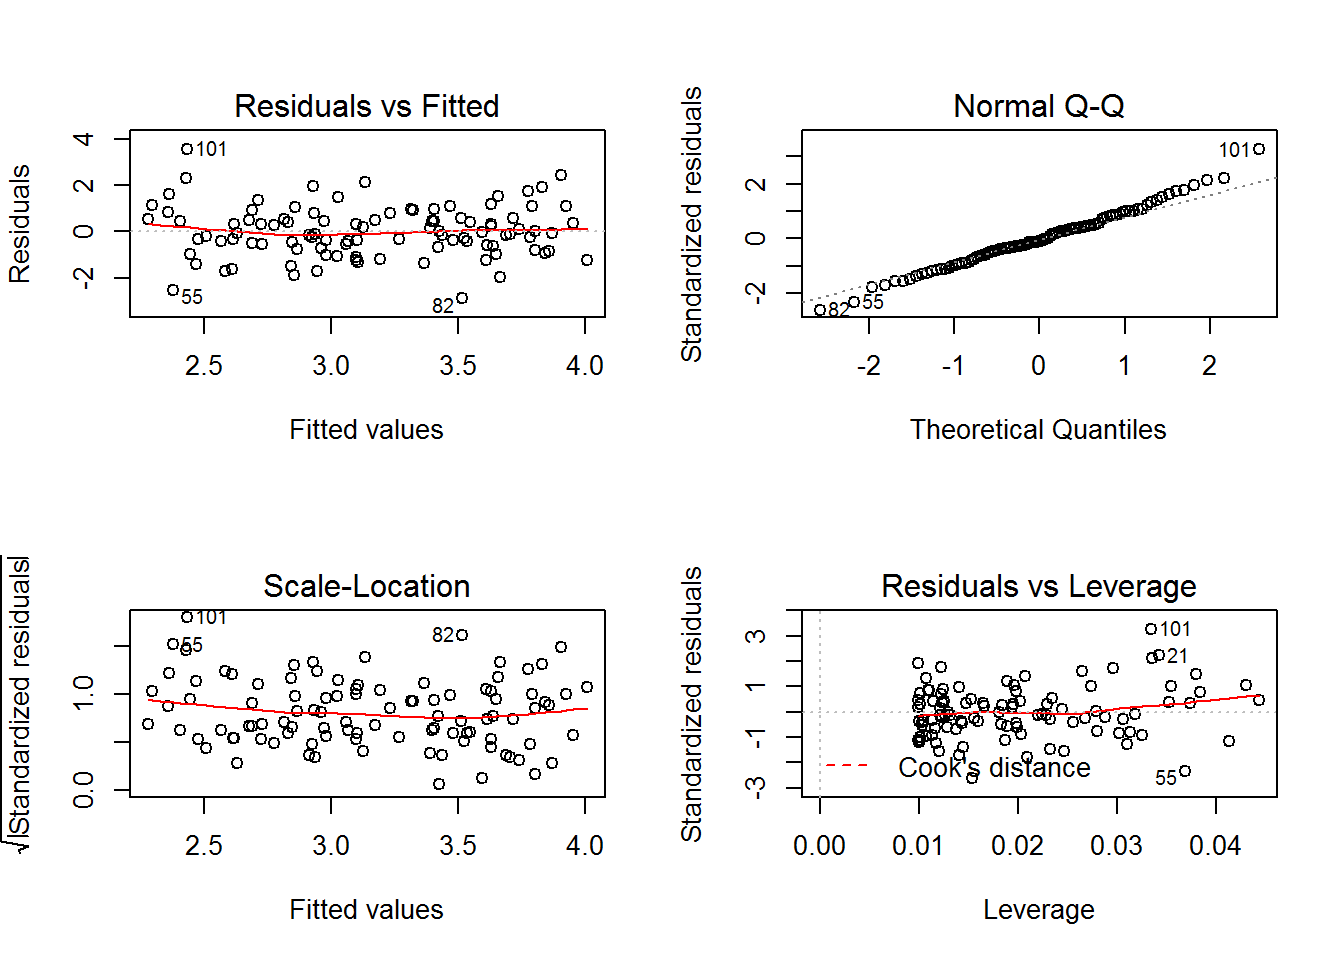 Residuals vs Fitted
Residuals
4
2
0
-2
101
55
82
2.5 3.0 3.5 4.0
Fitted values
Normal Q-Q
Standardized residuals
2
0
-2
101
82
55
-2 -1 0 1 2
Theoretical Quantiles
Scale-Location
√|Standardized residuals|
1.0
0.0
101
55
82
2.5 3.0 3.5 4.0
Fitted values
Residuals vs Leverage
Standardized residuals
3
1
-1
-3
101
21
55
Cook's distance
0.00 0.01 0.02 0.03 0.04
Leverage